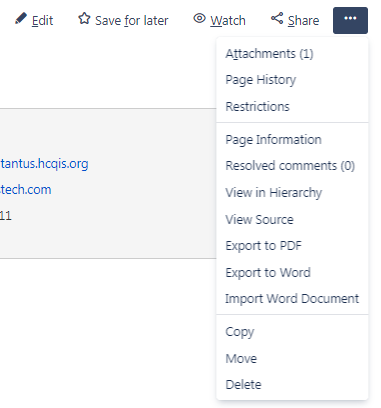 Edit Save for later Watch Share
Attachments (1)
Page History
Restrictions
Page Information
tantus.hcqis.org
Resolved comments (0)
stech.com
View in Hierarchy
11
View Source
Export to PDF
Export to Word
Import Word Document
Copy
Move
Delete